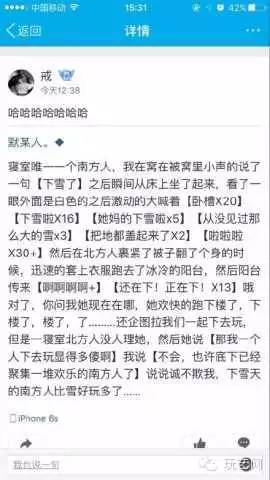 中国移动 15:31 42%
返回 详情
戒
今天12:38
哈哈哈哈哈哈哈
默某人。
寝室唯一一个南方人，我在窝在被窝里小声的说了
一句【下雪了】之后瞬间从床上坐了起来，看了一
眼外面是白色的之后激动的大喊着【卧槽X20】
【下雪啦X16】【她妈的下雪啦x5】【从没见过那
么大的雪x3】【把地都盖起来了X2】【啦啦啦
X30+】然后在北方人裹紧了被子翻了个身的时
候，迅速的套上衣服跑去了冰冷的阳台，然后阳台
传来【啊啊啊啊+】【还在下！正在下！X13】哦
对了，你问我她现在在哪，她欢快的跑下楼了，下
楼了，楼了，了………还企图拉我们一起下去玩，
但是一寝室北方人没人理她，然后她说【那我一个
人下去玩显得多傻啊】我说【不会，也许底下已经
聚集一堆欢乐的南方人了】说说诚不欺我，下雪天
的南方人比雪好玩多了……
iPhone 6s
我也说一句